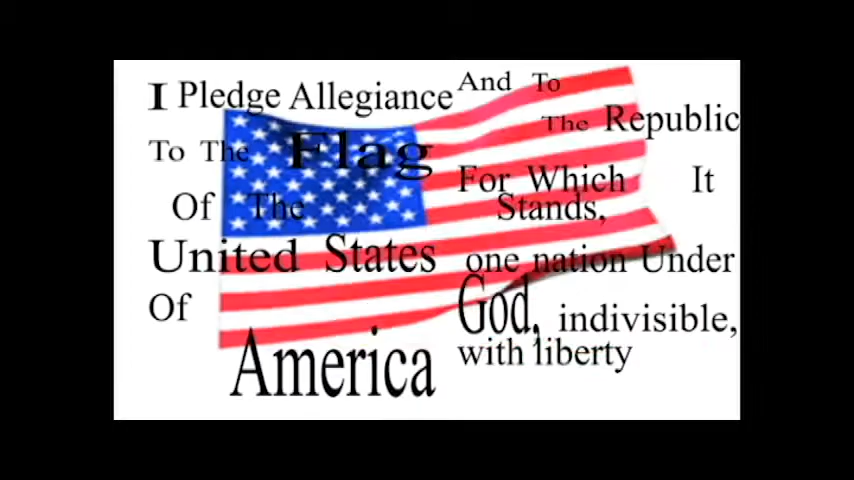 I Pledge Allegiance
To The Flag
Of The
United States
Of
America
And To
The Republic
For Which It
Stands,
one nation Under
God, indivisible,
with liberty